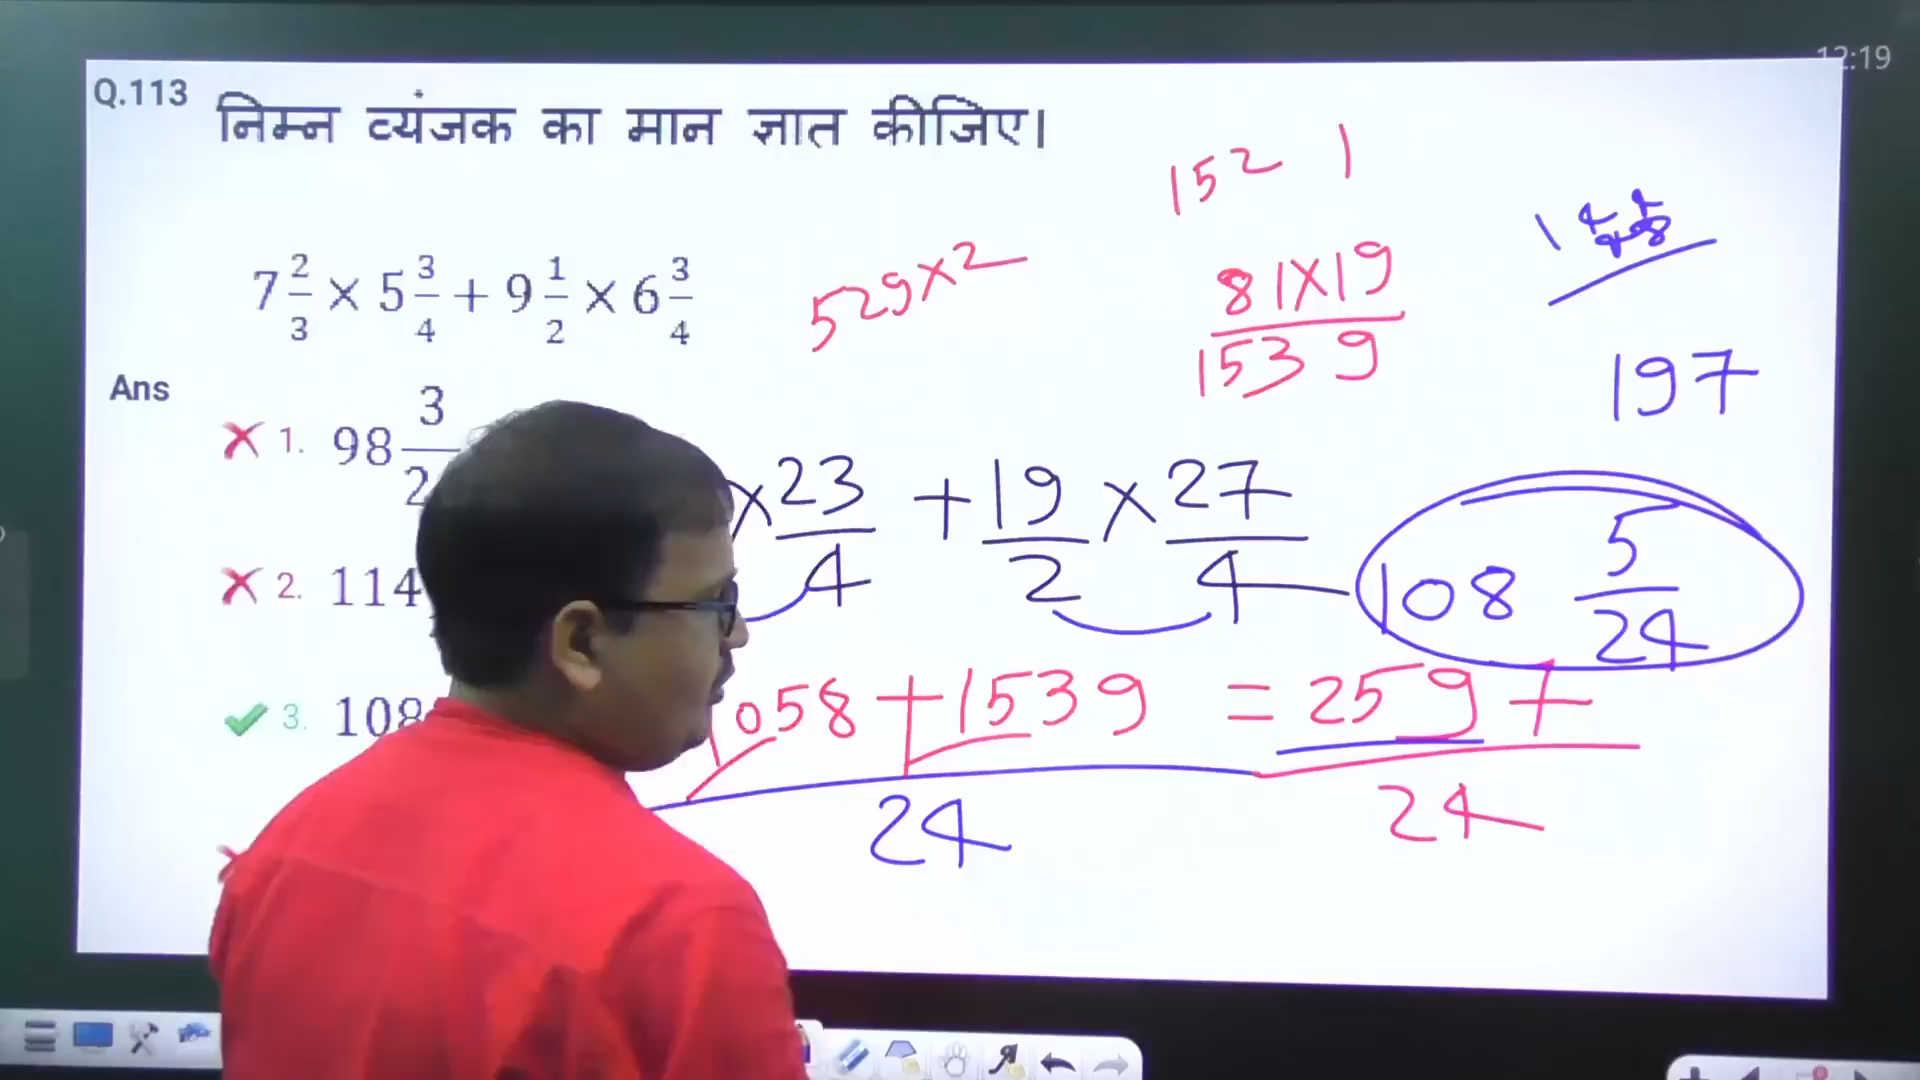 12:19
Q.113 निम्न व्यंजक का मान ज्ञात कीजिए।
152 1
7 2/3 × 5 3/4 + 9 1/2 × 6 3/4
529×2
81×19
1539
197
Ans
1. 98 3/2
2. 114
3. 108
×23/4 + 19/2 × 27/4
108 5/24
1058 + 1539 = 2597
24 24